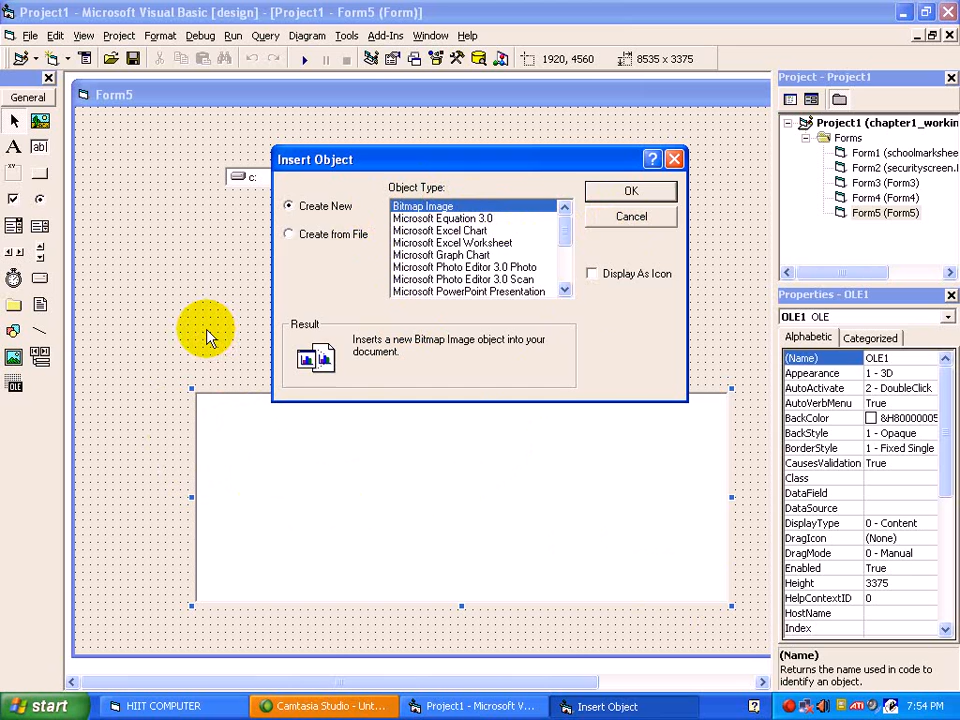 Project1 - Microsoft Visual Basic [design] - [Project1 - Form5 (Form)]
File Edit View Project Format Debug Run Query Diagram Tools Add-Ins Window Help
1920, 4560 8535 x 3375
General
Form5
c:
Insert Object
Create New
Create from File
Object Type:
Bitmap Image
Microsoft Equation 3.0
Microsoft Excel Chart
Microsoft Excel Worksheet
Microsoft Graph Chart
Microsoft Photo Editor 3.0 Photo
Microsoft Photo Editor 3.0 Scan
Microsoft PowerPoint Presentation
OK
Cancel
Display As Icon
Result
Inserts a new Bitmap Image object into your
document.
A
ab|
XY
OLE
Project - Project1
Project1 (chapter1_workin
Forms
Form1 (schoolmarkshee
Form2 (securityscreen.
Form3 (Form3)
Form4 (Form4)
Form5 (Form5)
Properties - OLE1
OLE1 OLE
Alphabetic Categorized
(Name) OLE1
Appearance 1 - 3D
AutoActivate 2 - DoubleClick
AutoVerbMenu True
BackColor &H80000005
BackStyle 1 - Opaque
BorderStyle 1 - Fixed Single
CausesValidation True
Class
DataField
DataSource
DisplayType 0 - Content
DragIcon (None)
DragMode 0 - Manual
Enabled True
Height 3375
HelpContextID 0
HostName
Index
(Name)
Returns the name used in code to
identify an object.
start HIIT COMPUTER Camtasia Studio - Unt... Project1 - Microsoft V... Insert Object 7:54 PM